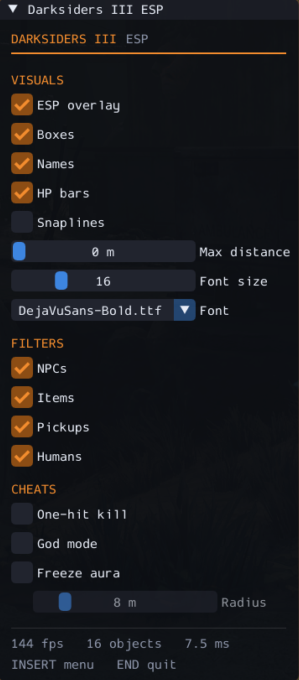 Darksiders III ESP
DARKSIDERS III ESP
VISUALS
ESP overlay
Boxes
Names
HP bars
Snaplines
0 m Max distance
16 Font size
DejaVuSans-Bold.ttf Font
FILTERS
NPCs
Items
Pickups
Humans
CHEATS
One-hit kill
God mode
Freeze aura
8 m Radius
144 fps 16 objects 7.5 ms
INSERT menu END quit